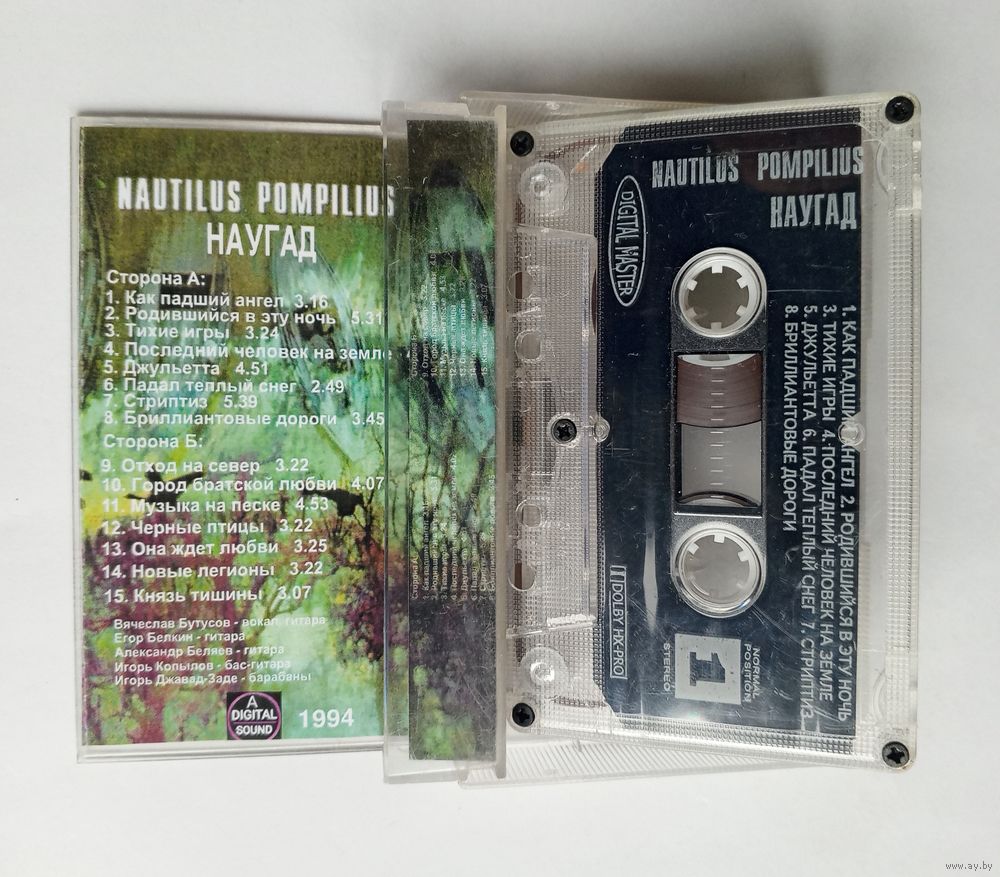 NAUTILUS POMPILIUS
НАУГАД
Сторона А:
1. Как падший ангел 3.16
2. Родившийся в эту ночь 5.31
3. Тихие игры 3.24
4. Последний человек на земле
5. Джульетта 4.51
6. Падал теплый снег 2.49
7. Стриптиз 5.39
8. Бриллиантовые дороги 3.45
Сторона Б:
9. Отход на север 3.22
10. Город братской любви 4.07
11. Музыка на песке 4.53
12. Черные птицы 3.22
13. Она ждет любви 3.25
14. Новые легионы 3.22
15. Князь тишины 3.07
Вячеслав Бутусов - вокал, гитара
Егор Белкин - гитара
Александр Беляев - гитара
Игорь Копылов - бас-гитара
Игорь Джавад-Заде - барабаны
A
DIGITAL
SOUND
1994
NAUTILUS POMPILIUS
НАУГАД
DIGITAL MASTER
1. КАК ПАДШИЙ АНГЕЛ 2. РОДИВШИЙСЯ В ЭТУ НОЧЬ
3. ТИХИЕ ИГРЫ 4. ПОСЛЕДНИЙ ЧЕЛОВЕК НА ЗЕМЛЕ
5. ДЖУЛЬЕТТА 6. ПАДАЛ ТЕПЛЫЙ СНЕГ 7. СТРИПТИЗ
8. БРИЛЛИАНТОВЫЕ ДОРОГИ
DOLBY HX-PRO
STEREO
1
NORMAL
POSITION
www.ay.by